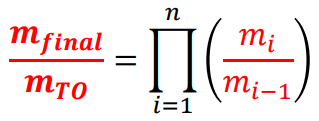 m_final / m_TO = ∏_{i=1}^{n} (m_i / m_{i−1})